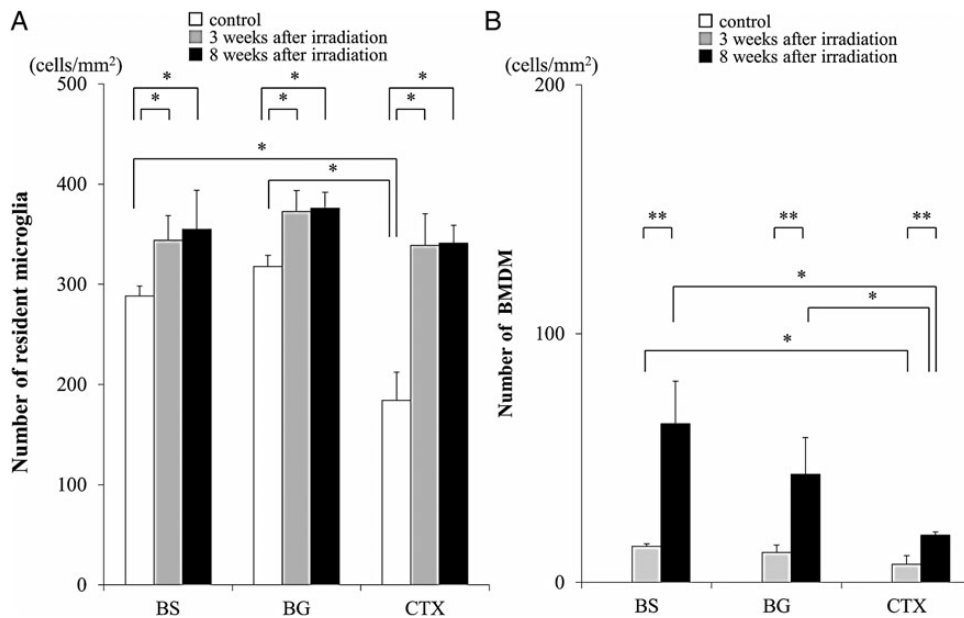 A
control
3 weeks after irradiation
8 weeks after irradiation
(cells/mm²)
500
400
300
200
100
0
Number of resident microglia
* * * * * *
* * *
* *
BS BG CTX
B
control
3 weeks after irradiation
8 weeks after irradiation
(cells/mm²)
200
100
0
Number of BMDM
** ** **
*
*
*
BS BG CTX